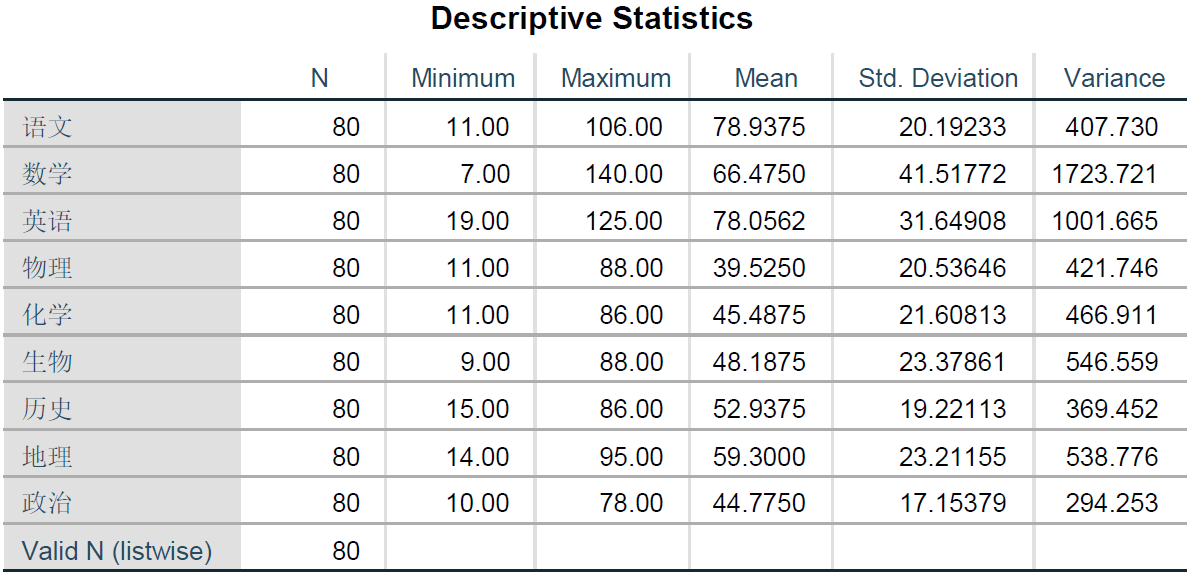 Descriptive Statistics
N Minimum Maximum Mean Std. Deviation Variance
语文 80 11.00 106.00 78.9375 20.19233 407.730
数学 80 7.00 140.00 66.4750 41.51772 1723.721
英语 80 19.00 125.00 78.0562 31.64908 1001.665
物理 80 11.00 88.00 39.5250 20.53646 421.746
化学 80 11.00 86.00 45.4875 21.60813 466.911
生物 80 9.00 88.00 48.1875 23.37861 546.559
历史 80 15.00 86.00 52.9375 19.22113 369.452
地理 80 14.00 95.00 59.3000 23.21155 538.776
政治 80 10.00 78.00 44.7750 17.15379 294.253
Valid N (listwise) 80